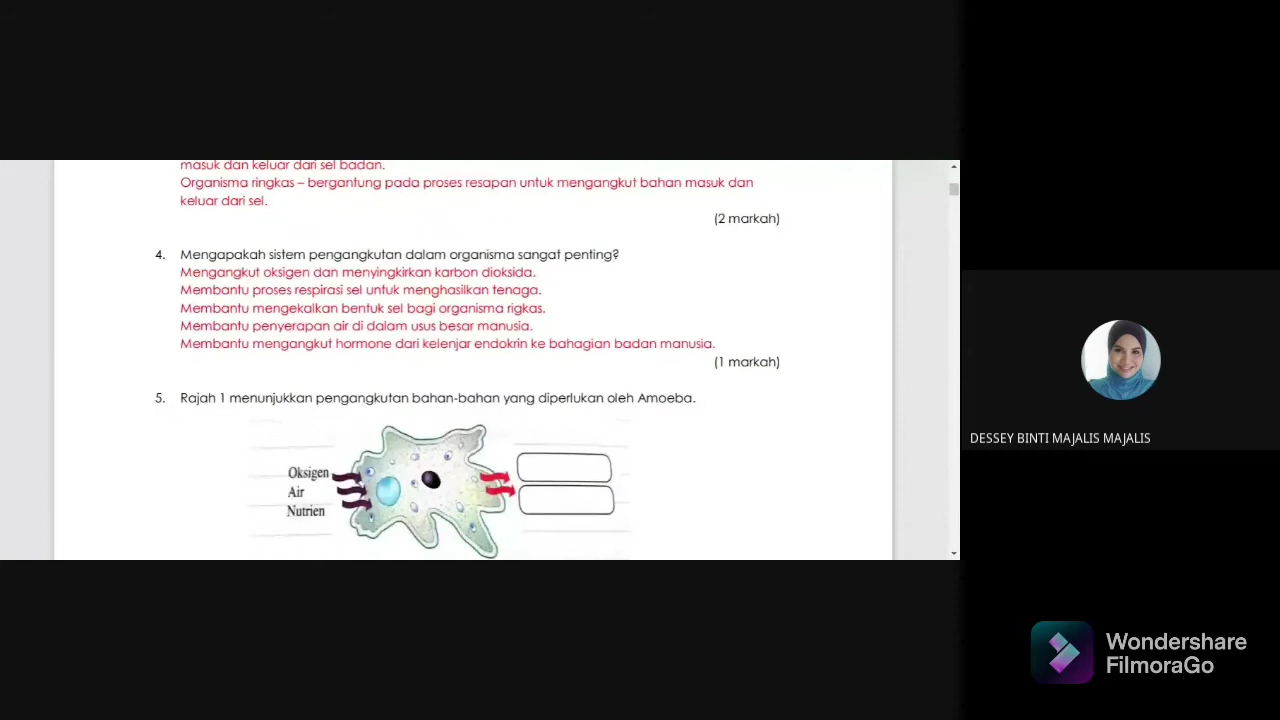 masuk dan keluar dari sel badan.
Organisma ringkas – bergantung pada proses resapan untuk mengangkut bahan masuk dan
keluar dari sel.
(2 markah)
4. Mengapakah sistem pengangkutan dalam organisma sangat penting?
Mengangkut oksigen dan menyingkirkan karbon dioksida.
Membantu proses respirasi sel untuk menghasilkan tenaga.
Membantu mengekalkan bentuk sel bagi organisma rigkas.
Membantu penyerapan air di dalam usus besar manusia.
Membantu mengangkut hormone dari kelenjar endokrin ke bahagian badan manusia.
(1 markah)
5. Rajah 1 menunjukkan pengangkutan bahan-bahan yang diperlukan oleh Amoeba.
Oksigen
Air
Nutrien
DESSEY BINTI MAJALIS MAJALIS
Wondershare
FilmoraGo